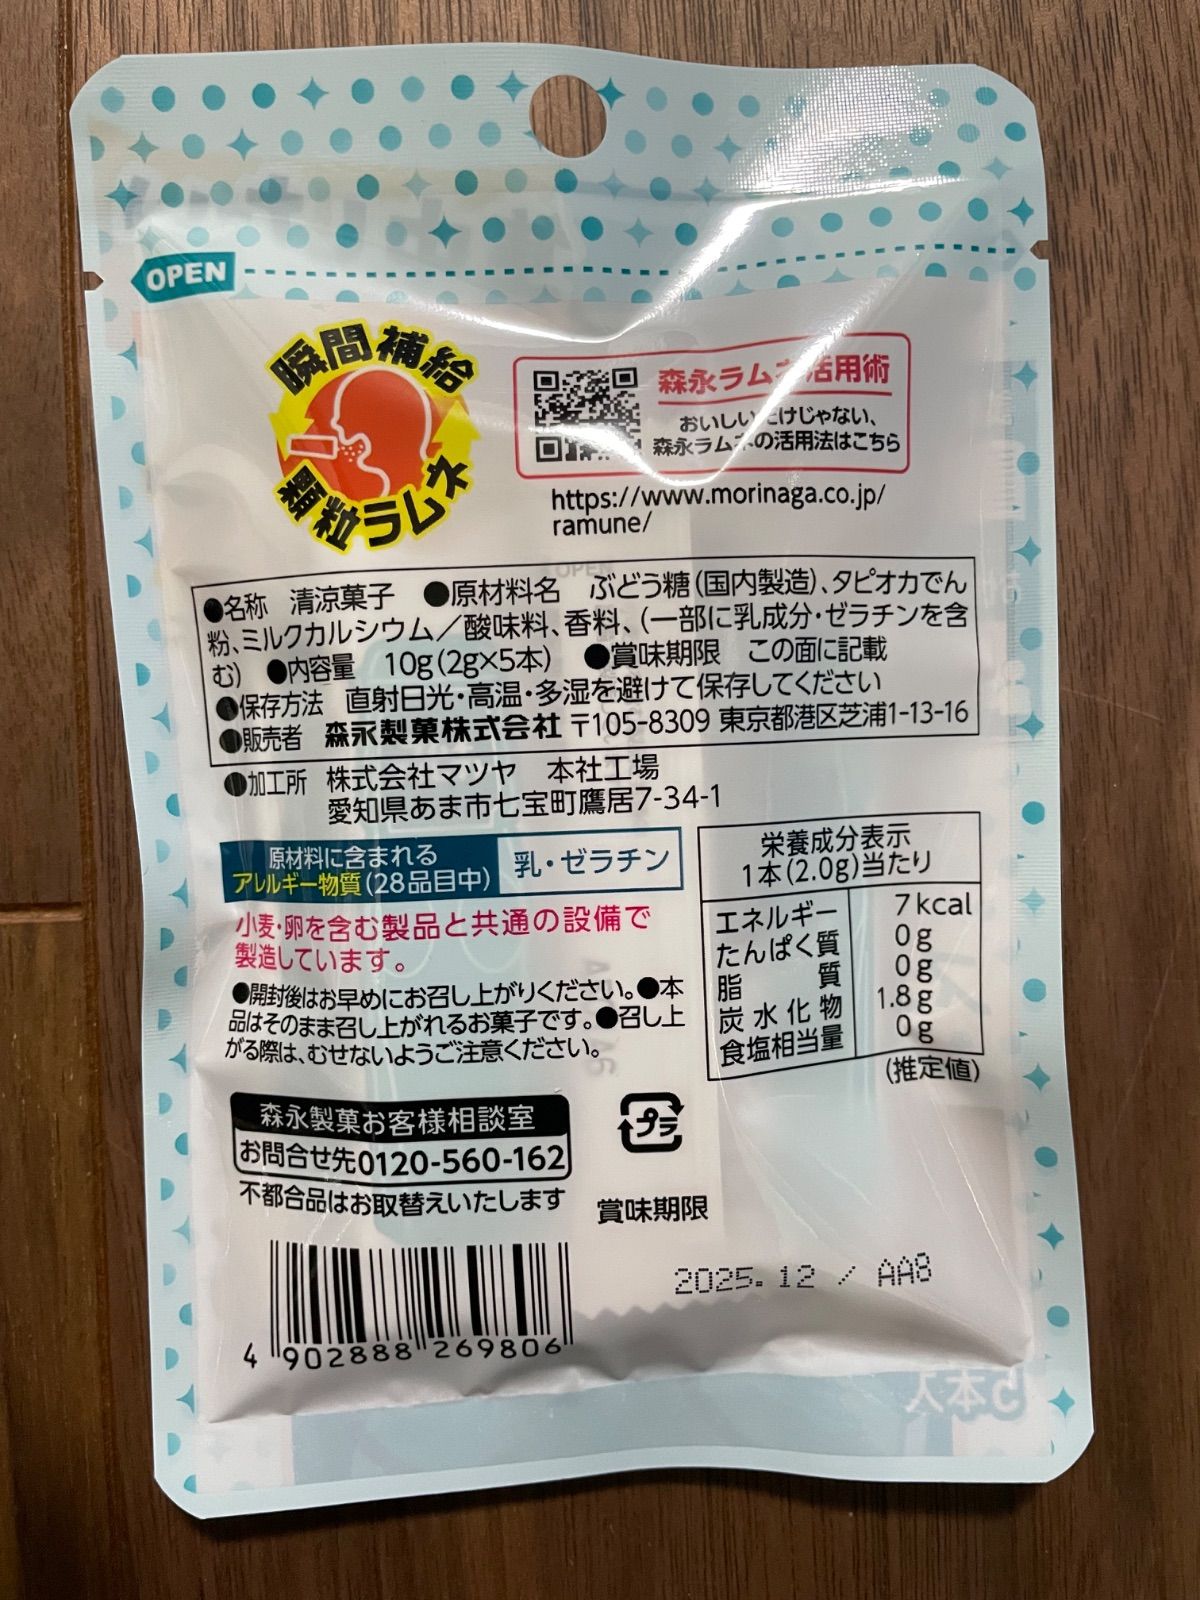 OPEN
瞬間補給
顆粒ラムネ
森永ラムネ活用術
おいしいだけじゃない、
森永ラムネの活用法はこちら
https://www.morinaga.co.jp/
ramune/
●名称 清涼菓子 ●原材料名 ぶどう糖(国内製造)、タピオカでん
粉、ミルクカルシウム/酸味料、香料、(一部に乳成分・ゼラチンを含
む) ●内容量 10g(2g×5本) ●賞味期限 この面に記載
●保存方法 直射日光・高温・多湿を避けて保存してください
●販売者 森永製菓株式会社 〒105-8309 東京都港区芝浦1-13-16
●加工所 株式会社マツヤ 本社工場
愛知県あま市七宝町鷹居7-34-1
原材料に含まれる
アレルギー物質(28品目中)
乳・ゼラチン
小麦・卵を含む製品と共通の設備で
製造しています。
●開封後はお早めにお召し上がりください。●本
品はそのまま召し上がれるお菓子です。●召し上
がる際は、むせないようご注意ください。
栄養成分表示
1本(2.0g)当たり
エネルギー 7kcal
たんぱく質 0g
脂質 0g
炭水化物 1.8g
食塩相当量 0g
(推定値)
森永製菓お客様相談室
お問合せ先0120-560-162
不都合品はお取替えいたします
プラ
賞味期限
2025.12 / AA8
4 902888 269806
5本入